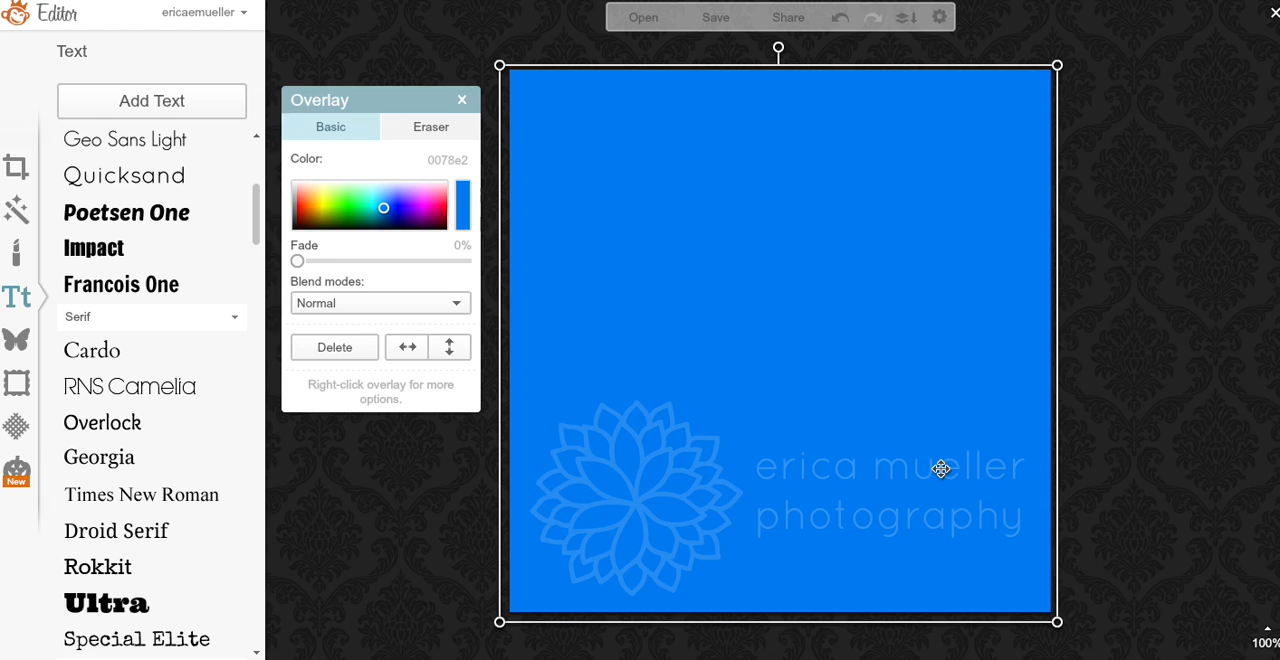 Editor
ericaemueller
Text
Add Text
Geo Sans Light
Quicksand
Poetsen One
Impact
Francois One
Serif
Cardo
RNS Camelia
Overlock
Georgia
Times New Roman
Droid Serif
Rokkit
Ultra
Special Elite
Tt
New
Overlay
Basic
Eraser
Color:
0078e2
Fade
0%
Blend modes:
Normal
Delete
Right-click overlay for more
options.
Open
Save
Share
erica mueller
photography
100%